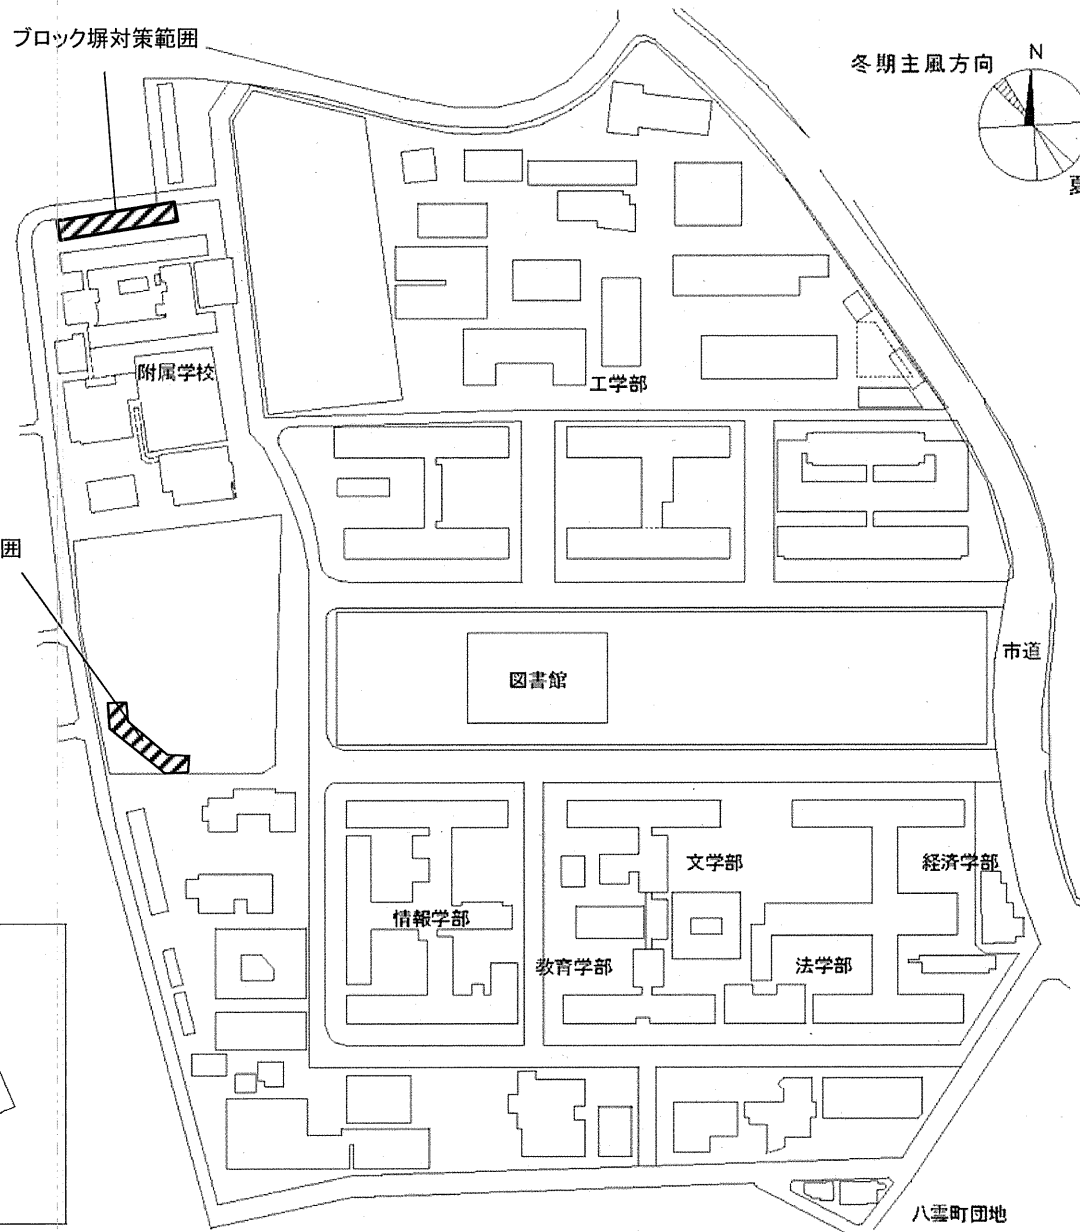 ブロック塀対策範囲
冬期主風方向
N
夏
附属学校
工学部
囲
市道
図書館
文学部
経済学部
情報学部
教育学部
法学部
八雲町団地